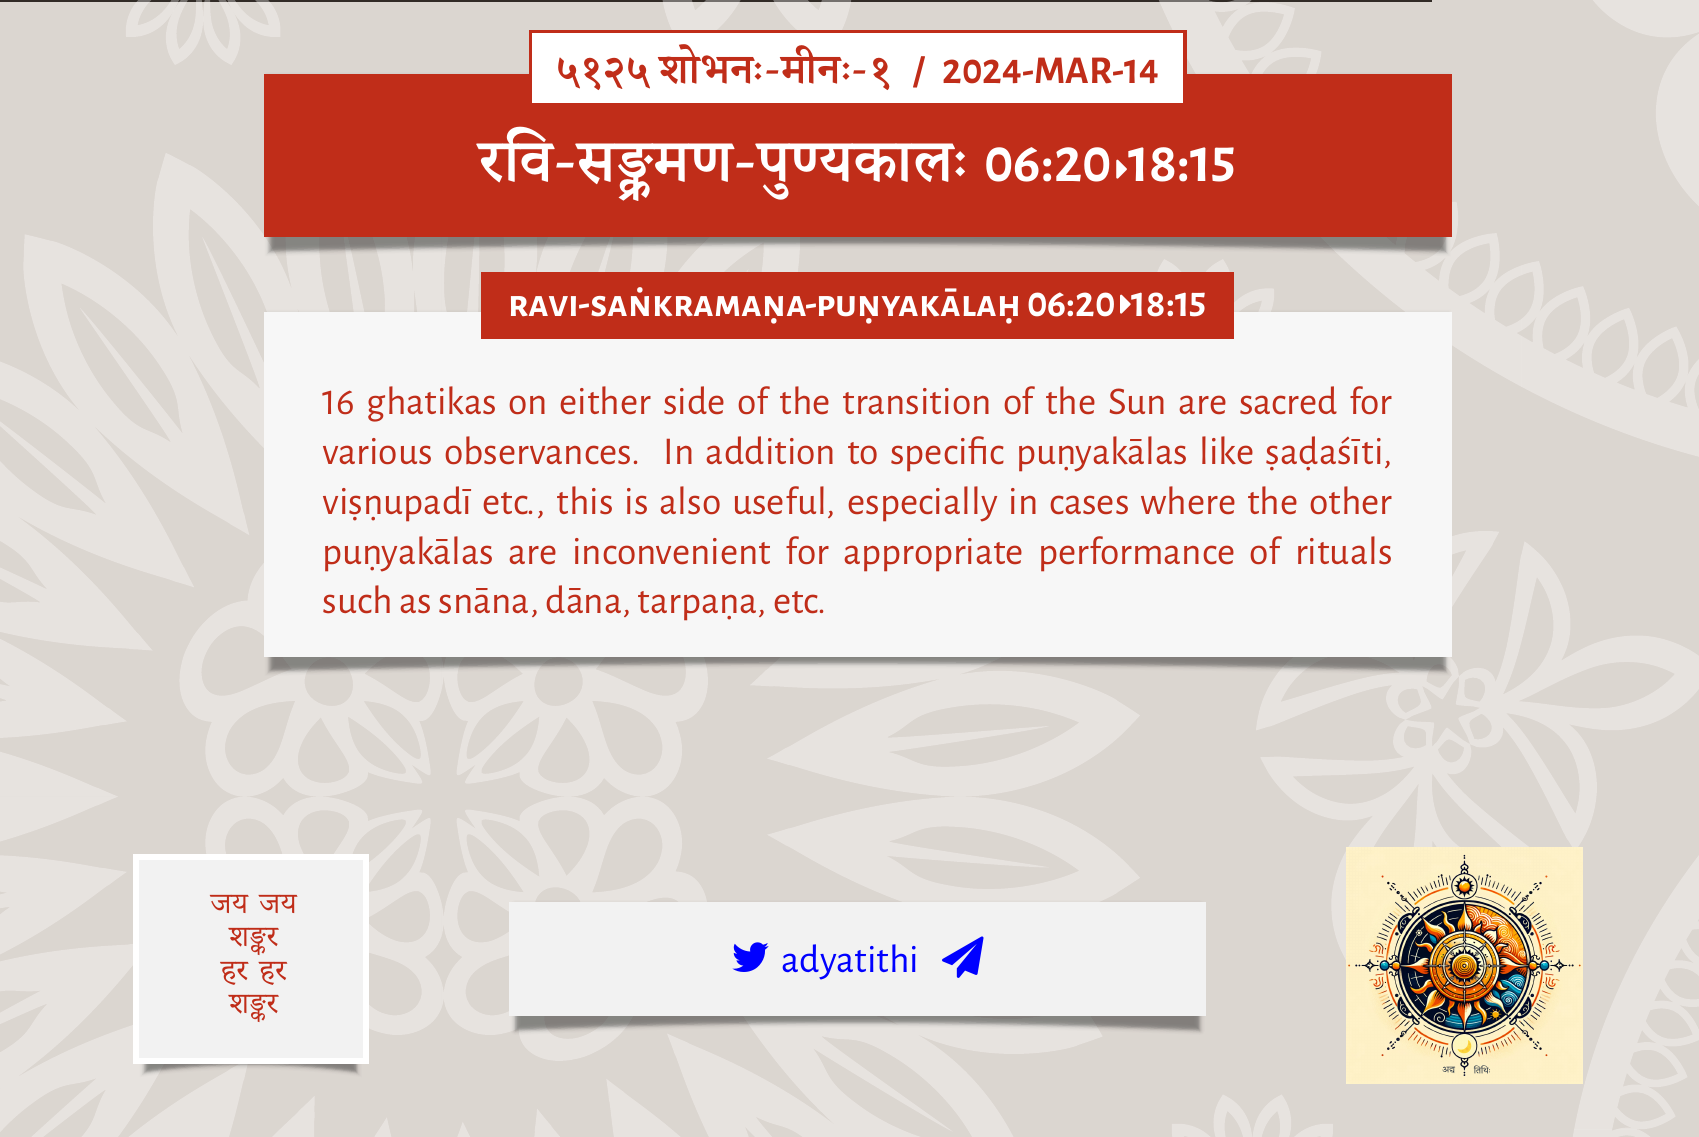 ५१२५ शोभनः-मीनः-१ / 2024-MAR-14
रवि-सङ्क्रमण-पुण्यकालः 06:20▸18:15
RAVI-SAṄKRAMAṆA-PUṆYAKĀLAḤ 06:20▸18:15
16 ghatikas on either side of the transition of the Sun are sacred for
various observances. In addition to specific puṇyakālas like ṣaḍaśīti,
viṣṇupadī etc., this is also useful, especially in cases where the other
puṇyakālas are inconvenient for appropriate performance of rituals
such as snāna, dāna, tarpaṇa, etc.
जय जय
शङ्कर
हर हर
शङ्कर
adyatithi
अद्य तिथिः